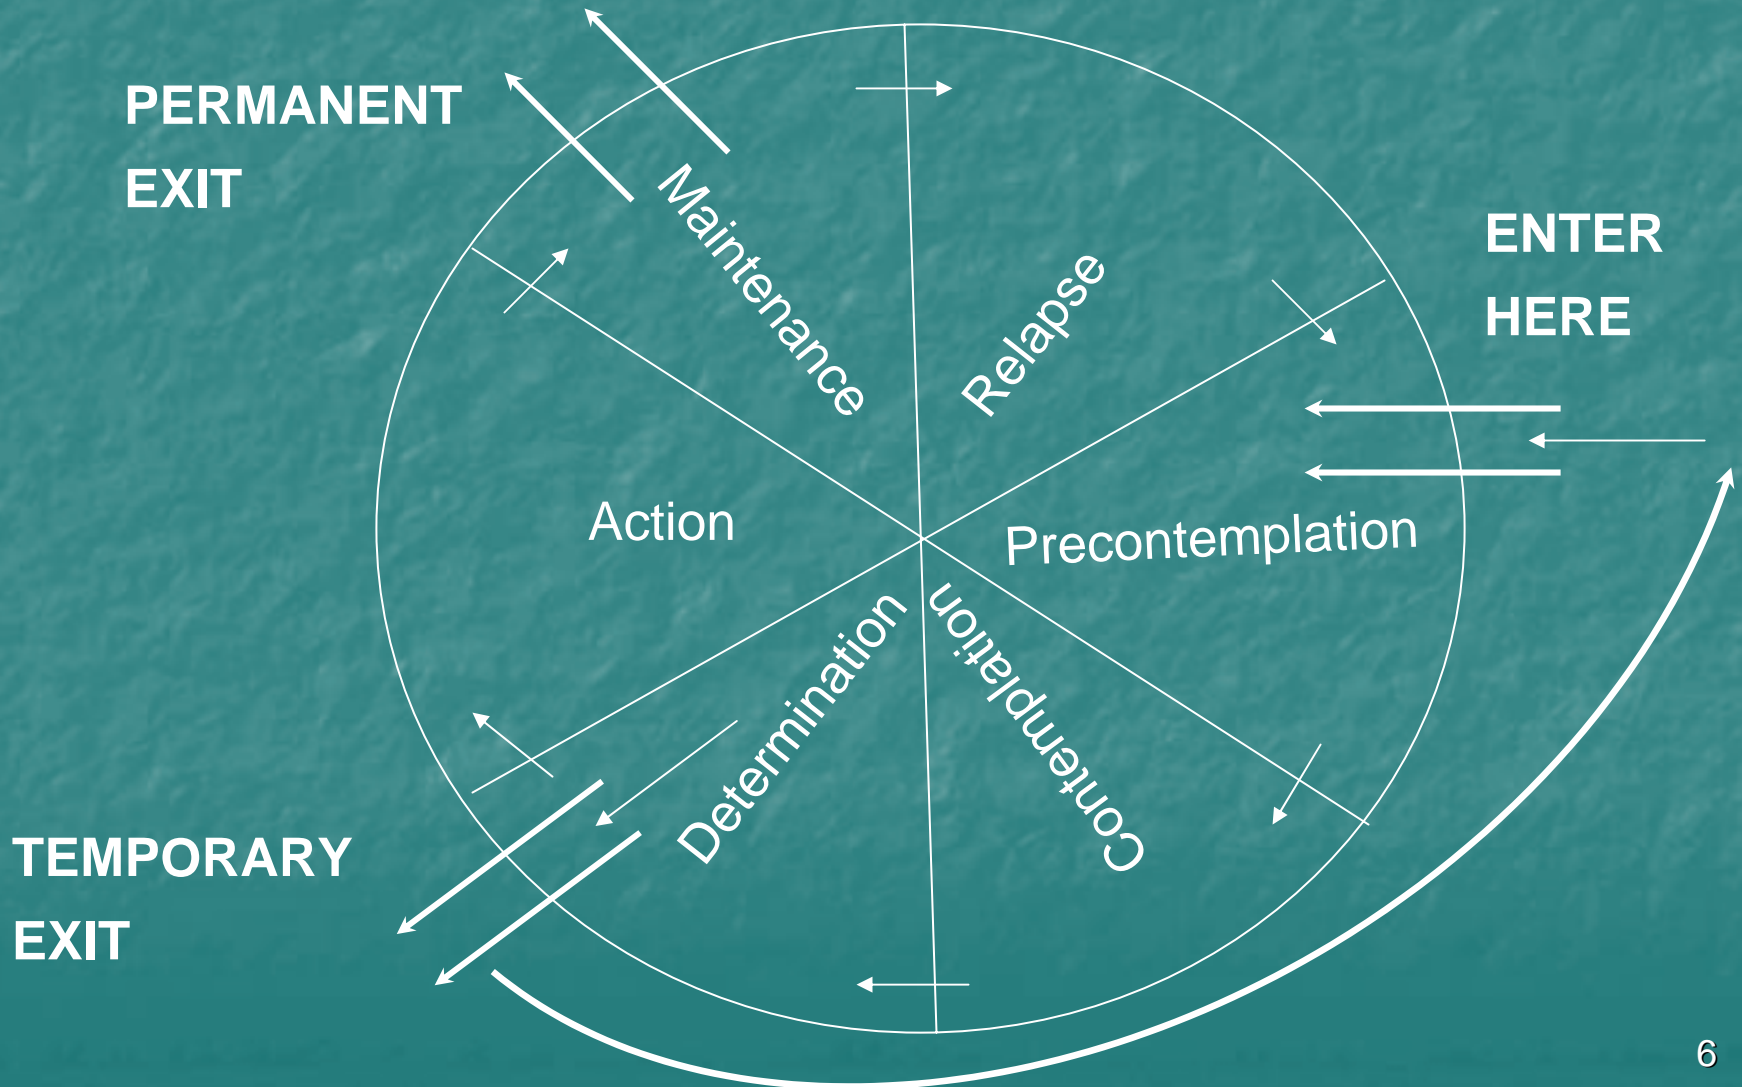 PERMANENT
EXIT
Maintenance
Relapse
ENTER
HERE
Action
Precontemplation
Determination
Contemplation
TEMPORARY
EXIT
6